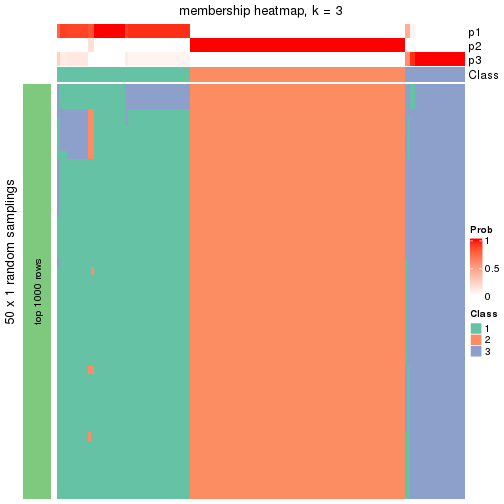 membership heatmap, k = 3
p1
p2
p3
Class
50 x 1 random samplings
top 1000 rows
Prob
1
0.5
0
Class
1
2
3